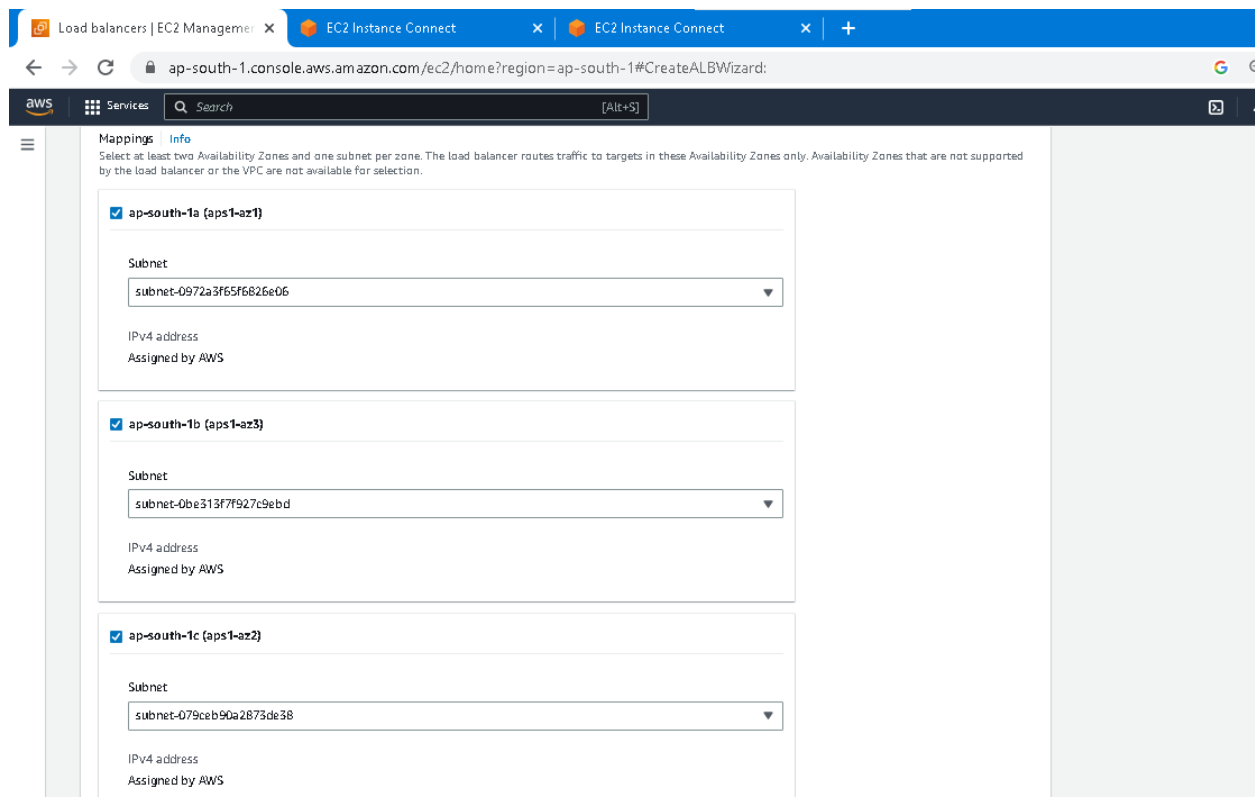 Load balancers | EC2 Managemer
EC2 Instance Connect
EC2 Instance Connect
ap-south-1.console.aws.amazon.com/ec2/home?region=ap-south-1#CreateALBWizard:
aws
Services
Search
[Alt+S]
Mappings
Info
Select at least two Availability Zones and one subnet per zone. The load balancer routes traffic to targets in these Availability Zones only. Availability Zones that are not supported
by the load balancer or the VPC are not available for selection.
ap-south-1a (aps1-az1)
Subnet
subnet-0972a3f65f6826e06
IPv4 address
Assigned by AWS
ap-south-1b (aps1-az3)
Subnet
subnet-0be313f7f927c9ebd
IPv4 address
Assigned by AWS
ap-south-1c (aps1-az2)
Subnet
subnet-079ceb90a2873de38
IPv4 address
Assigned by AWS